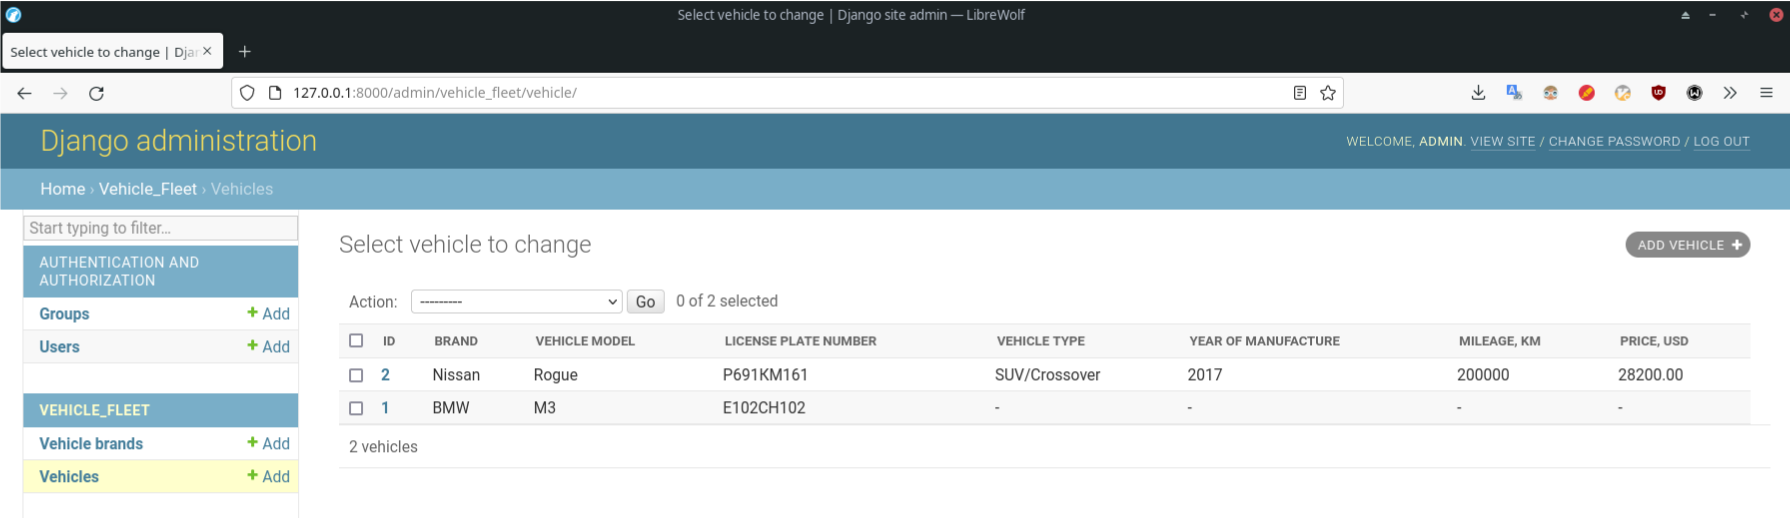 Select vehicle to change | Django site admin — LibreWolf
Select vehicle to change | Djan
127.0.0.1:8000/admin/vehicle_fleet/vehicle/
Django administration
WELCOME, ADMIN. VIEW SITE / CHANGE PASSWORD / LOG OUT
Home › Vehicle_Fleet › Vehicles
Start typing to filter...
AUTHENTICATION AND
AUTHORIZATION
Groups + Add
Users + Add
VEHICLE_FLEET
Vehicle brands + Add
Vehicles + Add
Select vehicle to change
ADD VEHICLE +
Action: --------- Go 0 of 2 selected
ID BRAND VEHICLE MODEL LICENSE PLATE NUMBER VEHICLE TYPE YEAR OF MANUFACTURE MILEAGE, KM PRICE, USD
2 Nissan Rogue P691KM161 SUV/Crossover 2017 200000 28200.00
1 BMW M3 E102CH102 - - - -
2 vehicles